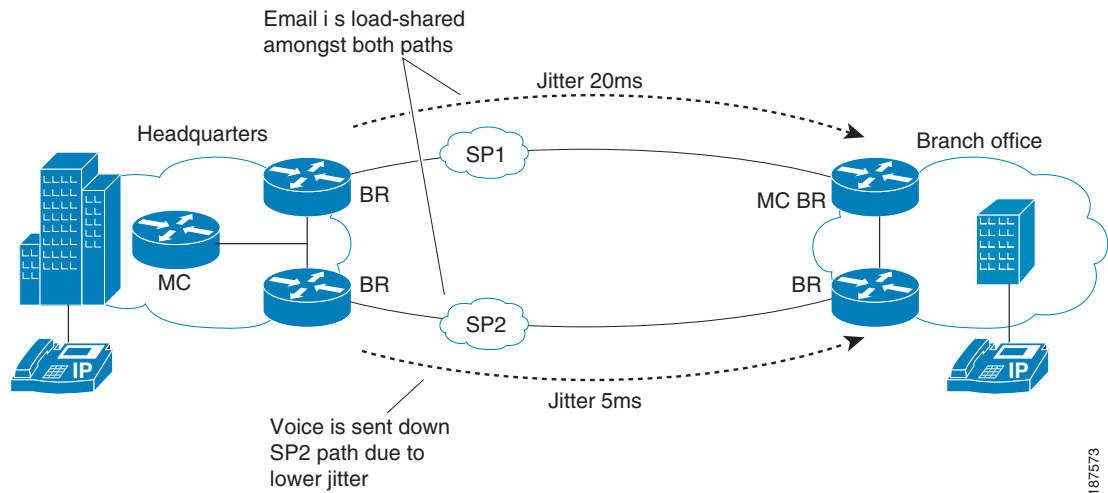 Email i s load-shared
amongst both paths
Jitter 20ms
Headquarters
SP1
Branch office
BR
MC BR
MC
BR
BR
SP2
IP
IP
Jitter 5ms
Voice is sent down
SP2 path due to
lower jitter
187573